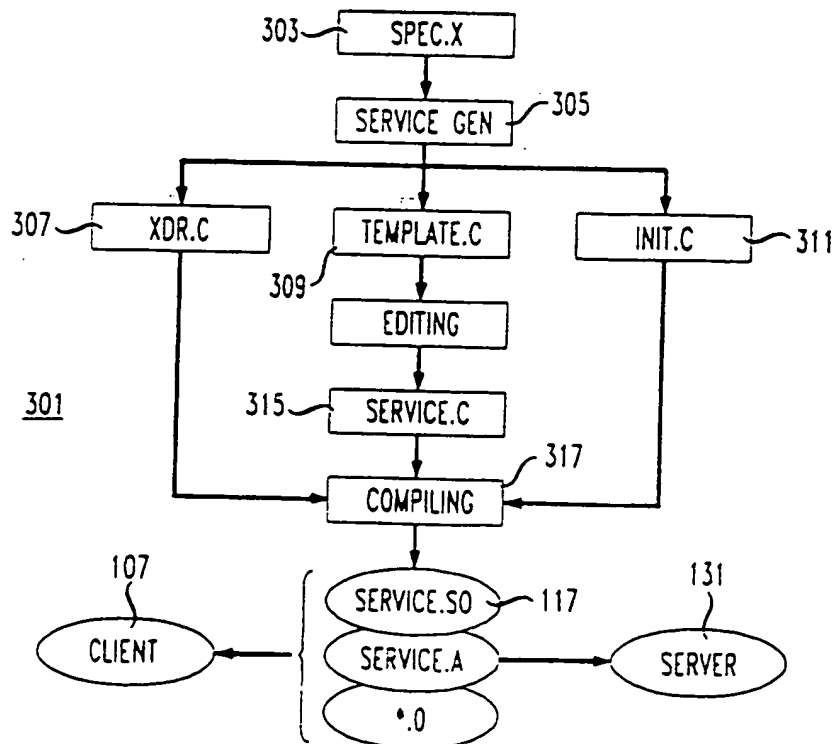 303
SPEC.X
SERVICE GEN
305
307
XDR.C
TEMPLATE.C
309
INIT.C
311
EDITING
301
315
SERVICE.C
317
COMPILING
107
CLIENT
SERVICE.SO
117
SERVICE.A
*.O
131
SERVER